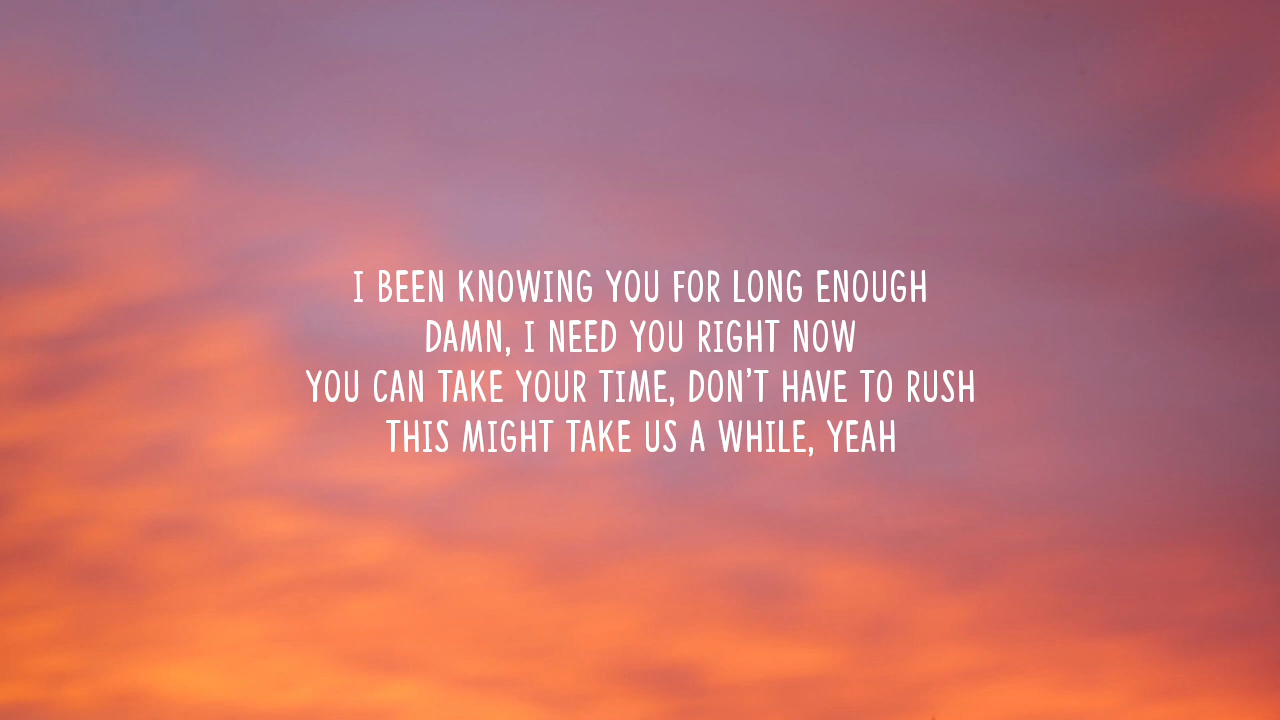 I BEEN KNOWING YOU FOR LONG ENOUGH
DAMN, I NEED YOU RIGHT NOW
YOU CAN TAKE YOUR TIME, DON'T HAVE TO RUSH
THIS MIGHT TAKE US A WHILE, YEAH